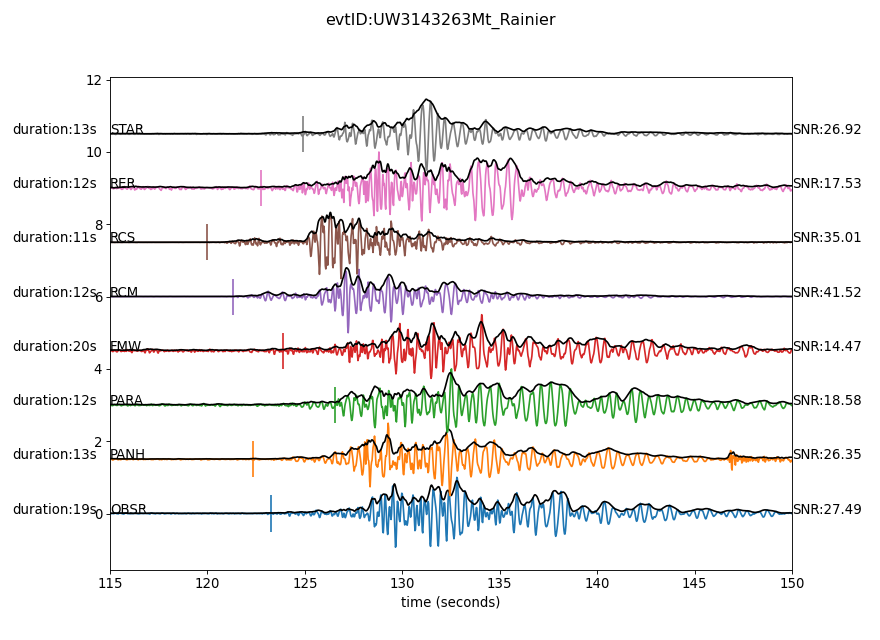 evtID:UW3143263Mt_Rainier
12
duration:13s STAR SNR:26.92
10
duration:12s RER SNR:17.53
8
duration:11s RCS SNR:35.01
duration:12s RCM SNR:41.52
6
duration:20s FMW SNR:14.47
4
duration:12s PARA SNR:18.58
2
duration:13s PANH SNR:26.35
duration:19s OBSR SNR:27.49
0
115 120 125 130 135 140 145 150
time (seconds)